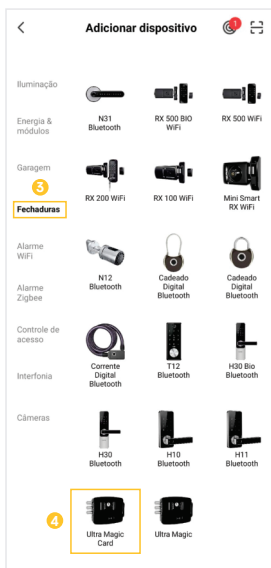 Adicionar dispositivo
1
Iluminação
Energia &
módulos
Garagem
3
Fechaduras
Alarme
WiFi
Alarme
Zigbee
Controle de
acesso
Interfonia
Câmeras
N31
Bluetooth
RX 500 BIO
WiFi
RX 500 WiFi
RX 200 WiFi
RX 100 WiFi
Mini Smart
RX WiFi
N12
Bluetooth
Cadeado
Digital
Bluetooth
Cadeado
Digital
Bluetooth
Corrente
Digital
Bluetooth
T12
Bluetooth
H30 Bio
Bluetooth
H30
Bluetooth
H10
Bluetooth
H11
Bluetooth
4
Ultra Magic
Card
Ultra Magic